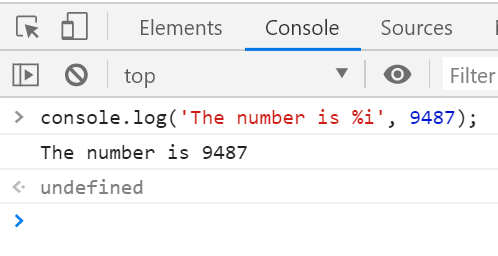 Elements Console Sources
top Filter
console.log('The number is %i', 9487);
The number is 9487
undefined